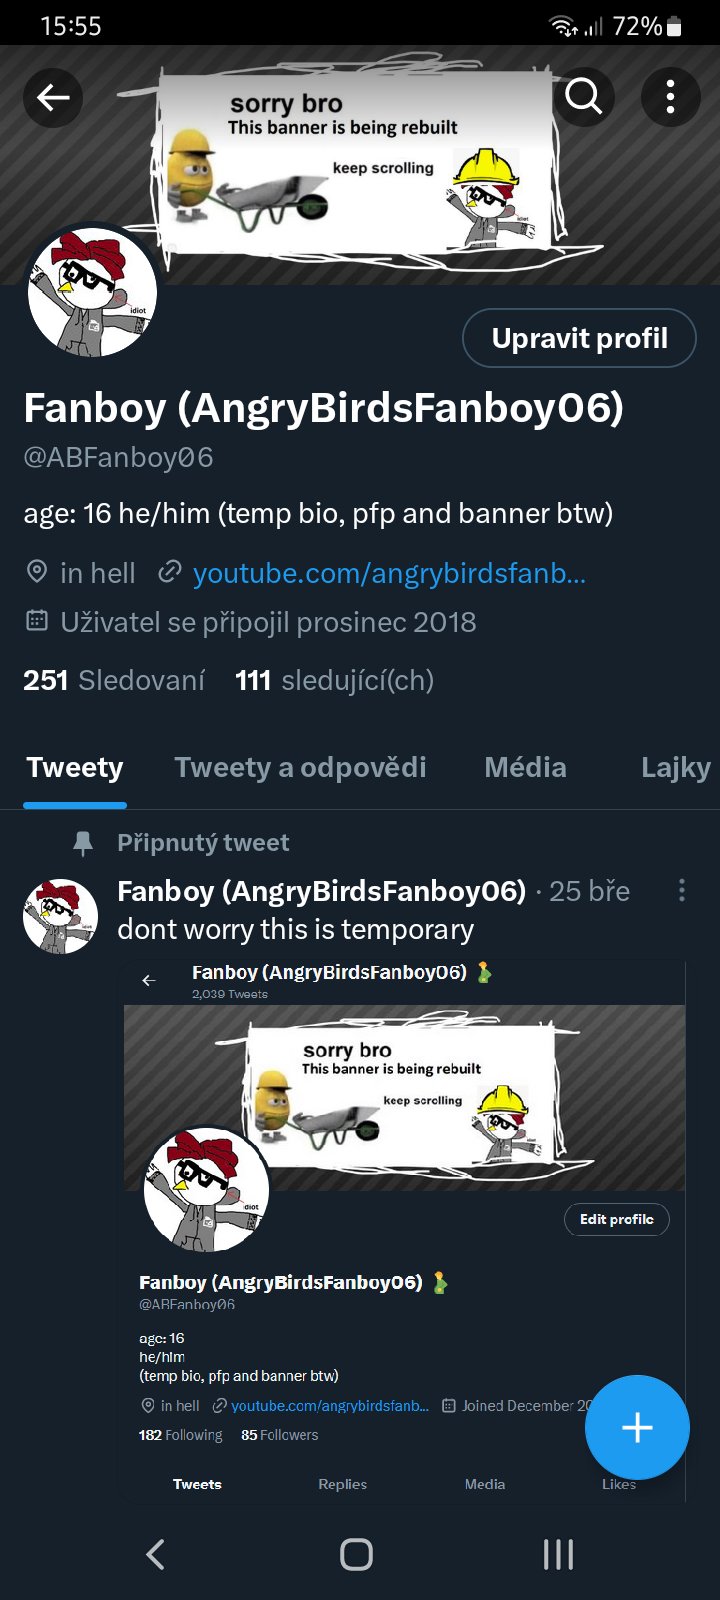 15:55
72%
sorry bro
This banner is being rebuilt
keep scrolling
idiot
idiot
Upravit profil
Fanboy (AngryBirdsFanboy06)
@ABFanboy06
age: 16 he/him (temp bio, pfp and banner btw)
in hell youtube.com/angrybirdsfanb...
Uživatel se připojil prosinec 2018
251 Sledovaní 111 sledující(ch)
Tweety Tweety a odpovědi Média Lajky
Připnutý tweet
Fanboy (AngryBirdsFanboy06) · 25 bře
dont worry this is temporary
Fanboy (AngryBirdsFanboy06)
2,039 Tweets
sorry bro
This banner is being rebuilt
keep scrolling
idiot
idiot
Edit profile
Fanboy (AngryBirdsFanboy06)
@ABFanboy06
age: 16
he/him
(temp bio, pfp and banner btw)
in hell youtube.com/angrybirdsfanb... Joined December 20
182 Following 85 Followers
Tweets Replies Media Likes